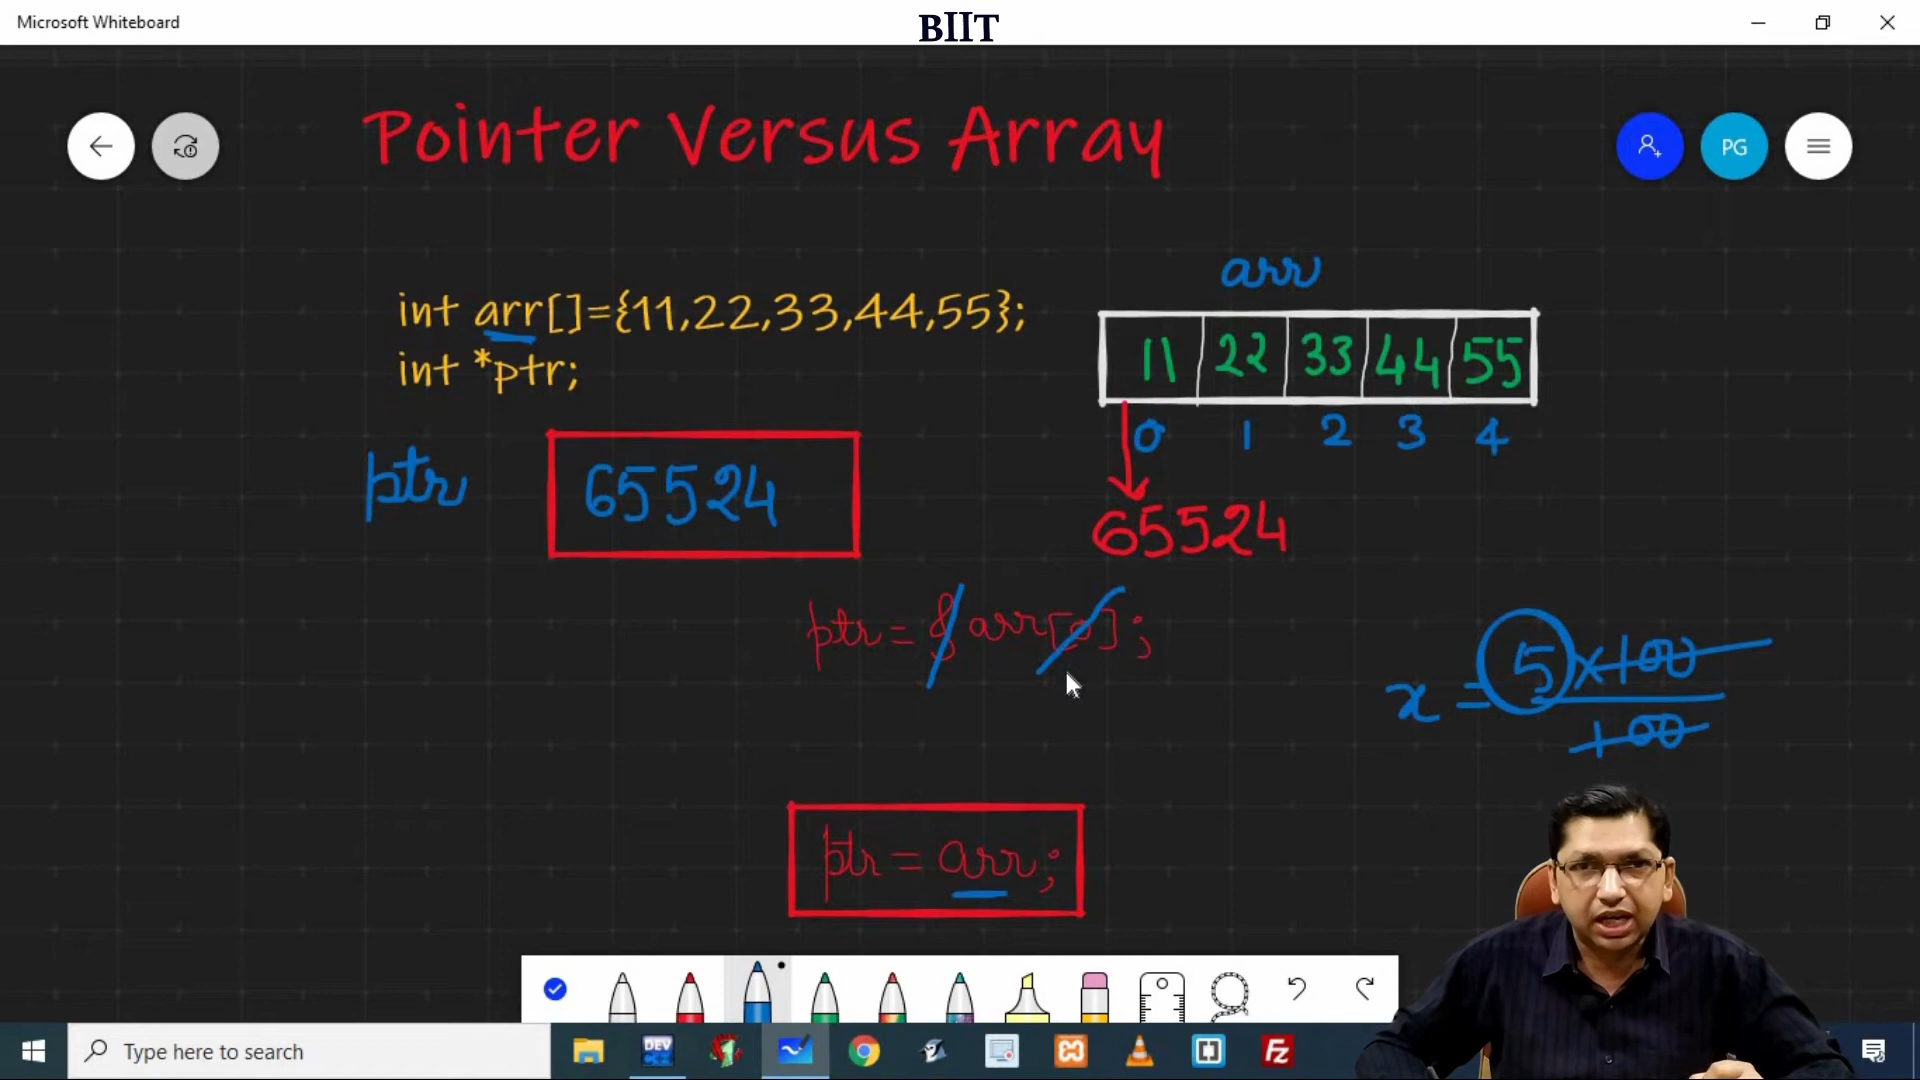 Microsoft Whiteboard
BIIT
Pointer Versus Array
PG
int arr[]={11,22,33,44,55};
int *ptr;
arr
11 22 33 44 55
0 1 2 3 4
ptr
65524
65524
ptr = &arr[0];
x = 5×100
100
ptr = arr;
Type here to search
DEV
C++
Fz